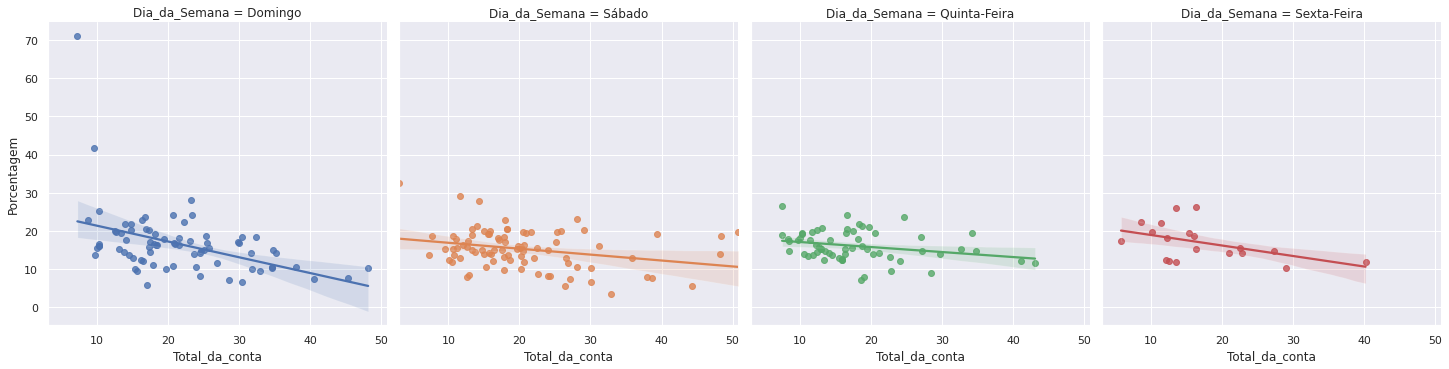 Dia_da_Semana = Domingo
Dia_da_Semana = Sábado
Dia_da_Semana = Quinta-Feira
Dia_da_Semana = Sexta-Feira
Porcentagem
70
60
50
40
30
20
10
0
10 20 30 40 50
10 20 30 40 50
10 20 30 40 50
10 20 30 40 50
Total_da_conta
Total_da_conta
Total_da_conta
Total_da_conta